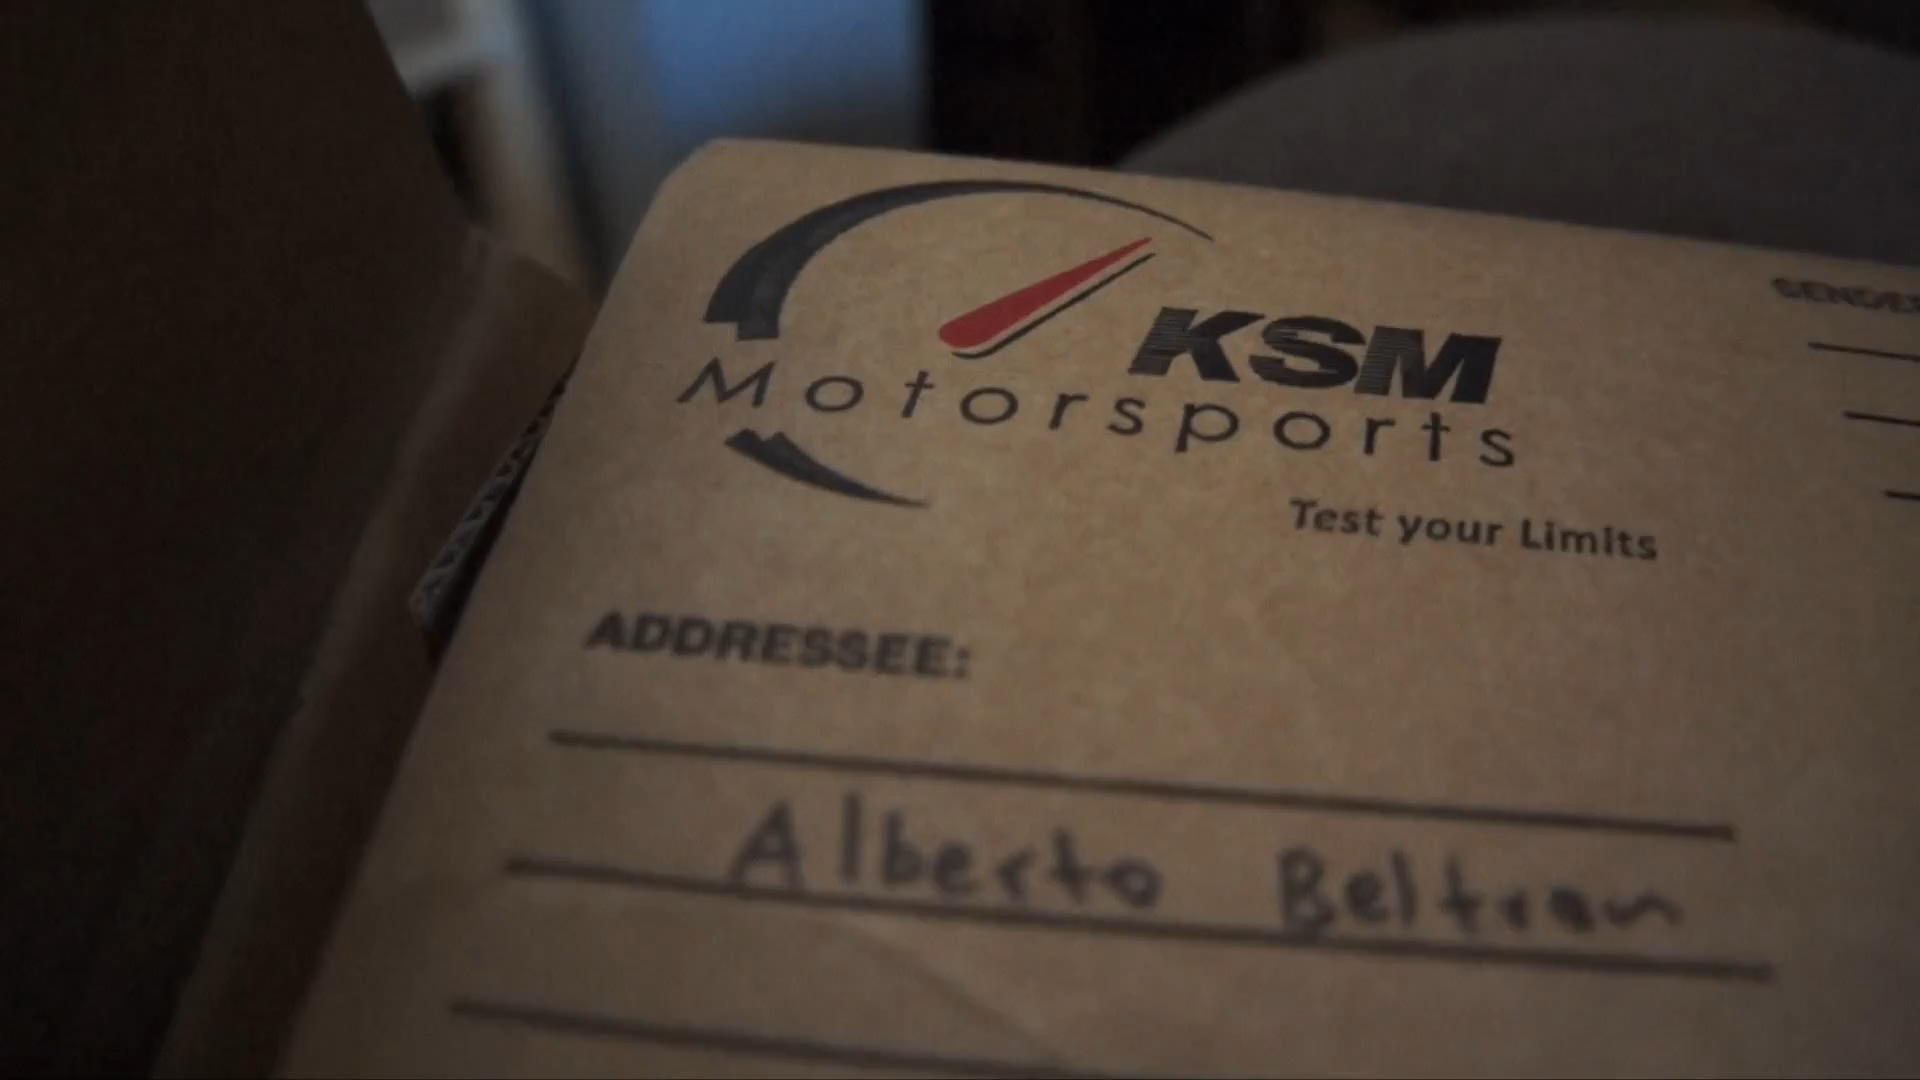 KSM
Motorsports
Test your Limits
ADDRESSEE:
Alberto Beltran